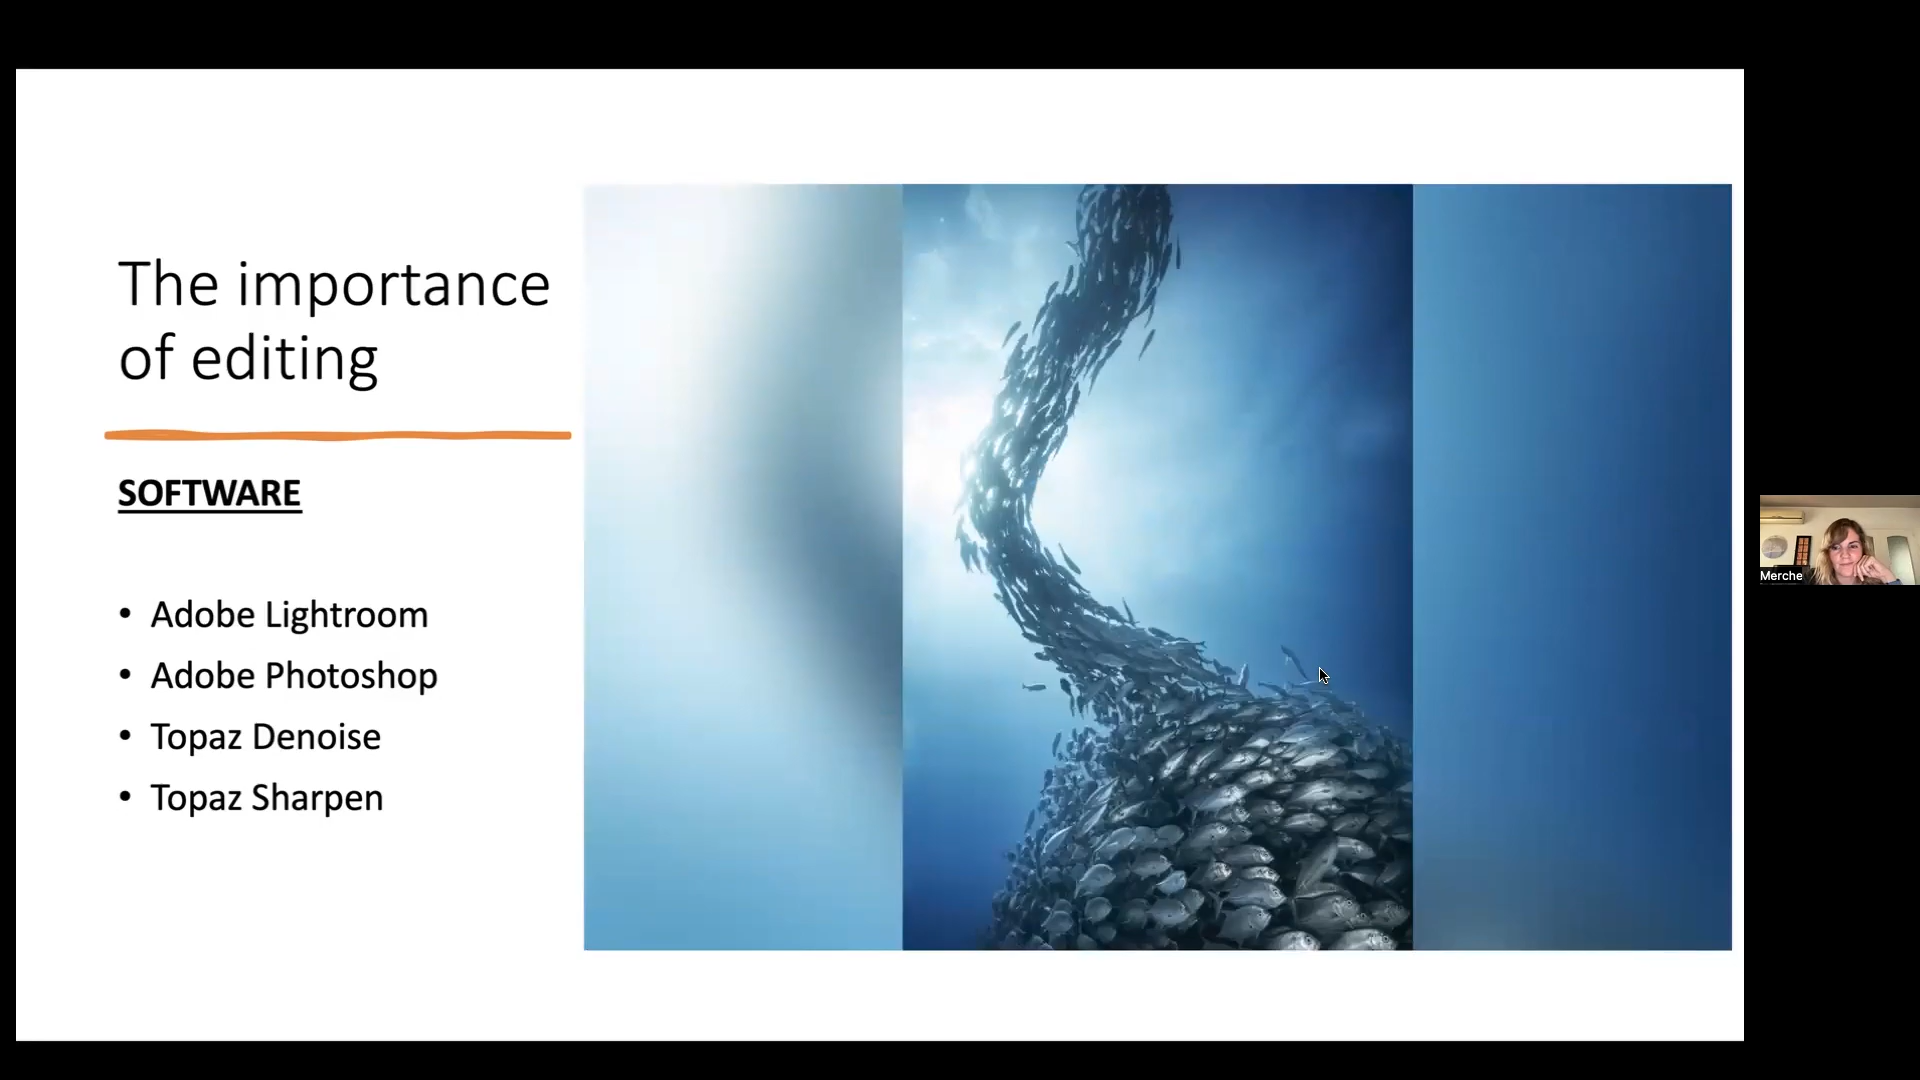 The importance
of editing
SOFTWARE
• Adobe Lightroom
• Adobe Photoshop
• Topaz Denoise
• Topaz Sharpen
Merche